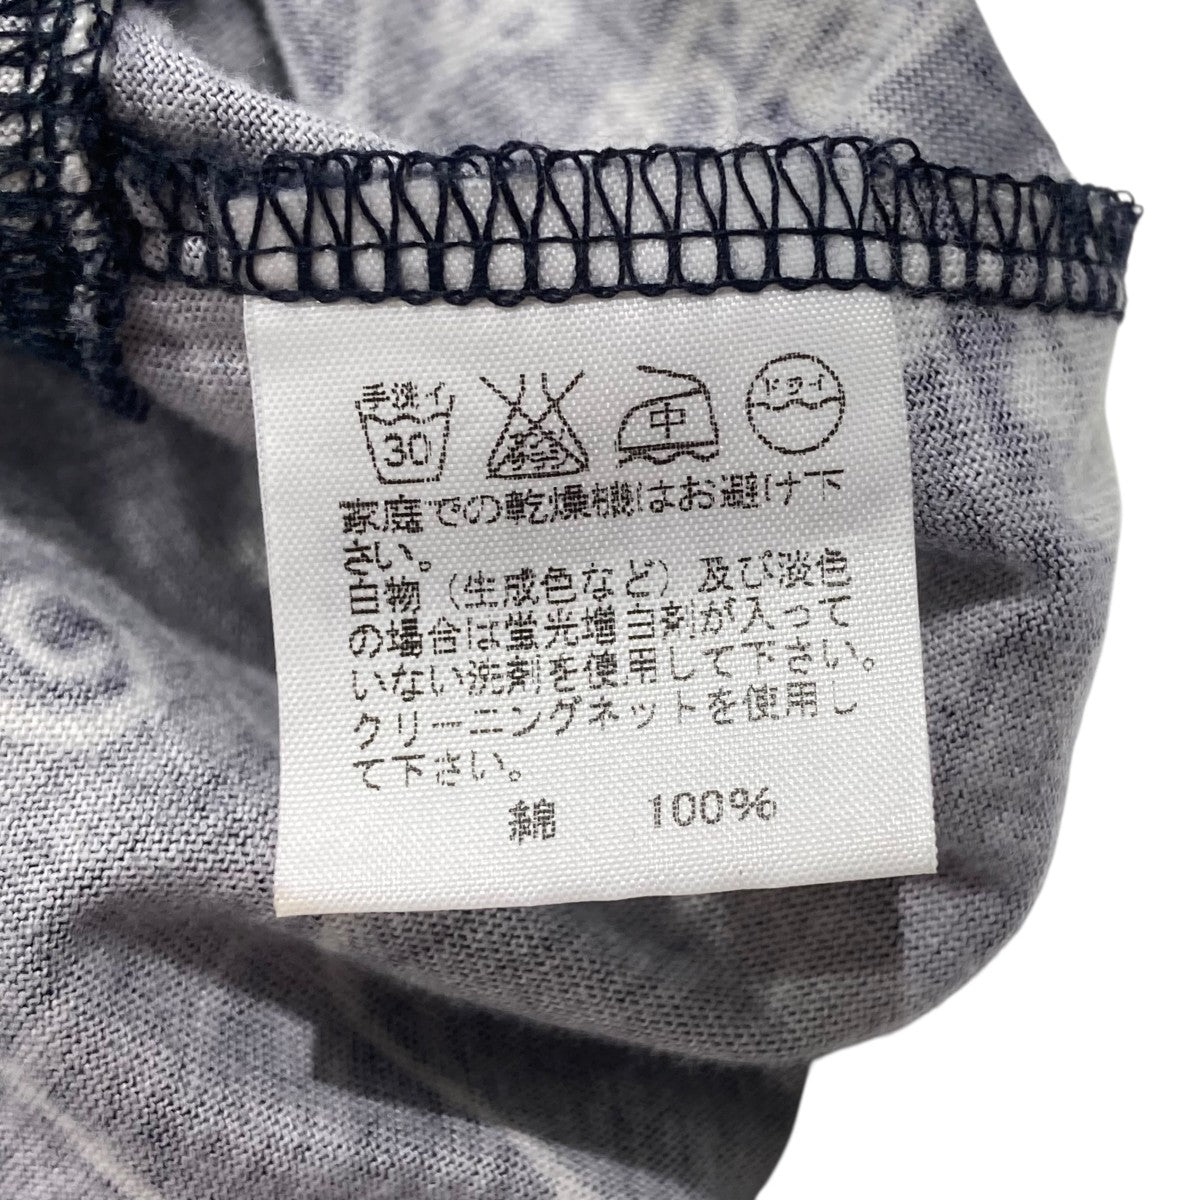 手洗イ
30
エンソサラシ
中
ドライ
家庭での乾燥機はお避け下
さい。
白物（生成色など）及び淡色
の場合は蛍光増白剤が入って
いない洗剤を使用して下さい。
クリーニングネットを使用し
て下さい。
綿 100%